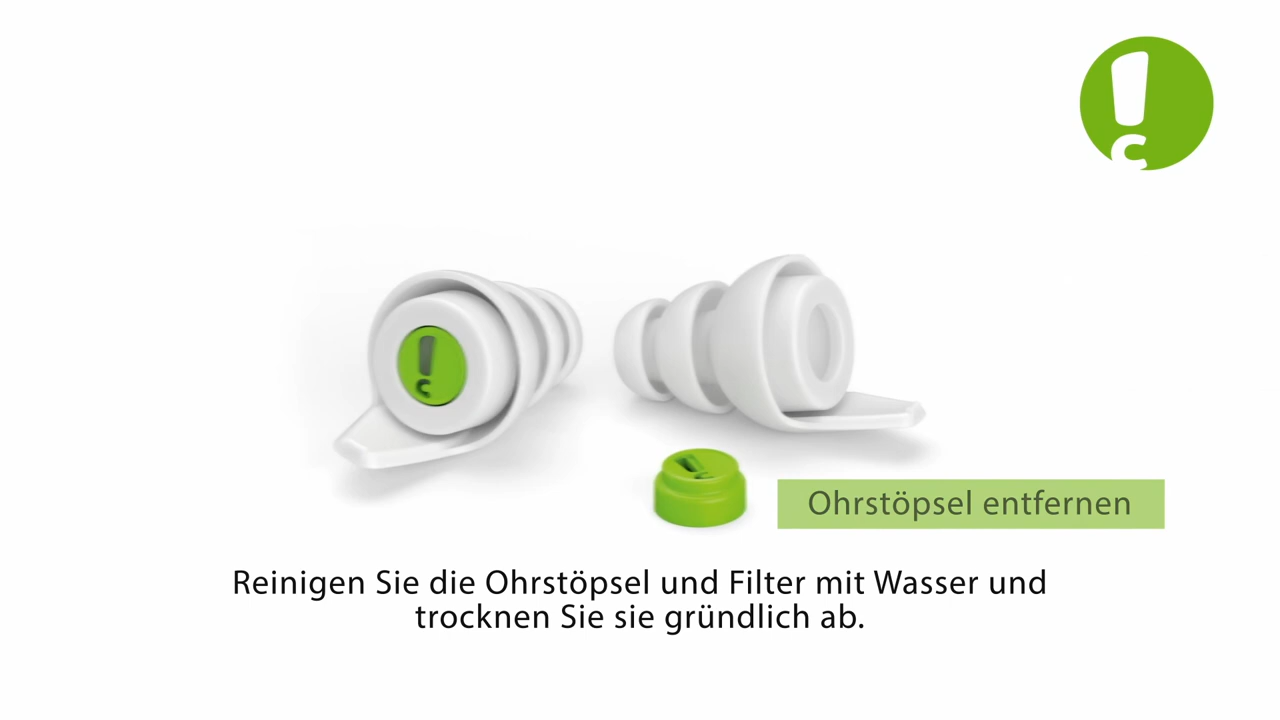 Ohrstöpsel entfernen
Reinigen Sie die Ohrstöpsel und Filter mit Wasser und
trocknen Sie sie gründlich ab.